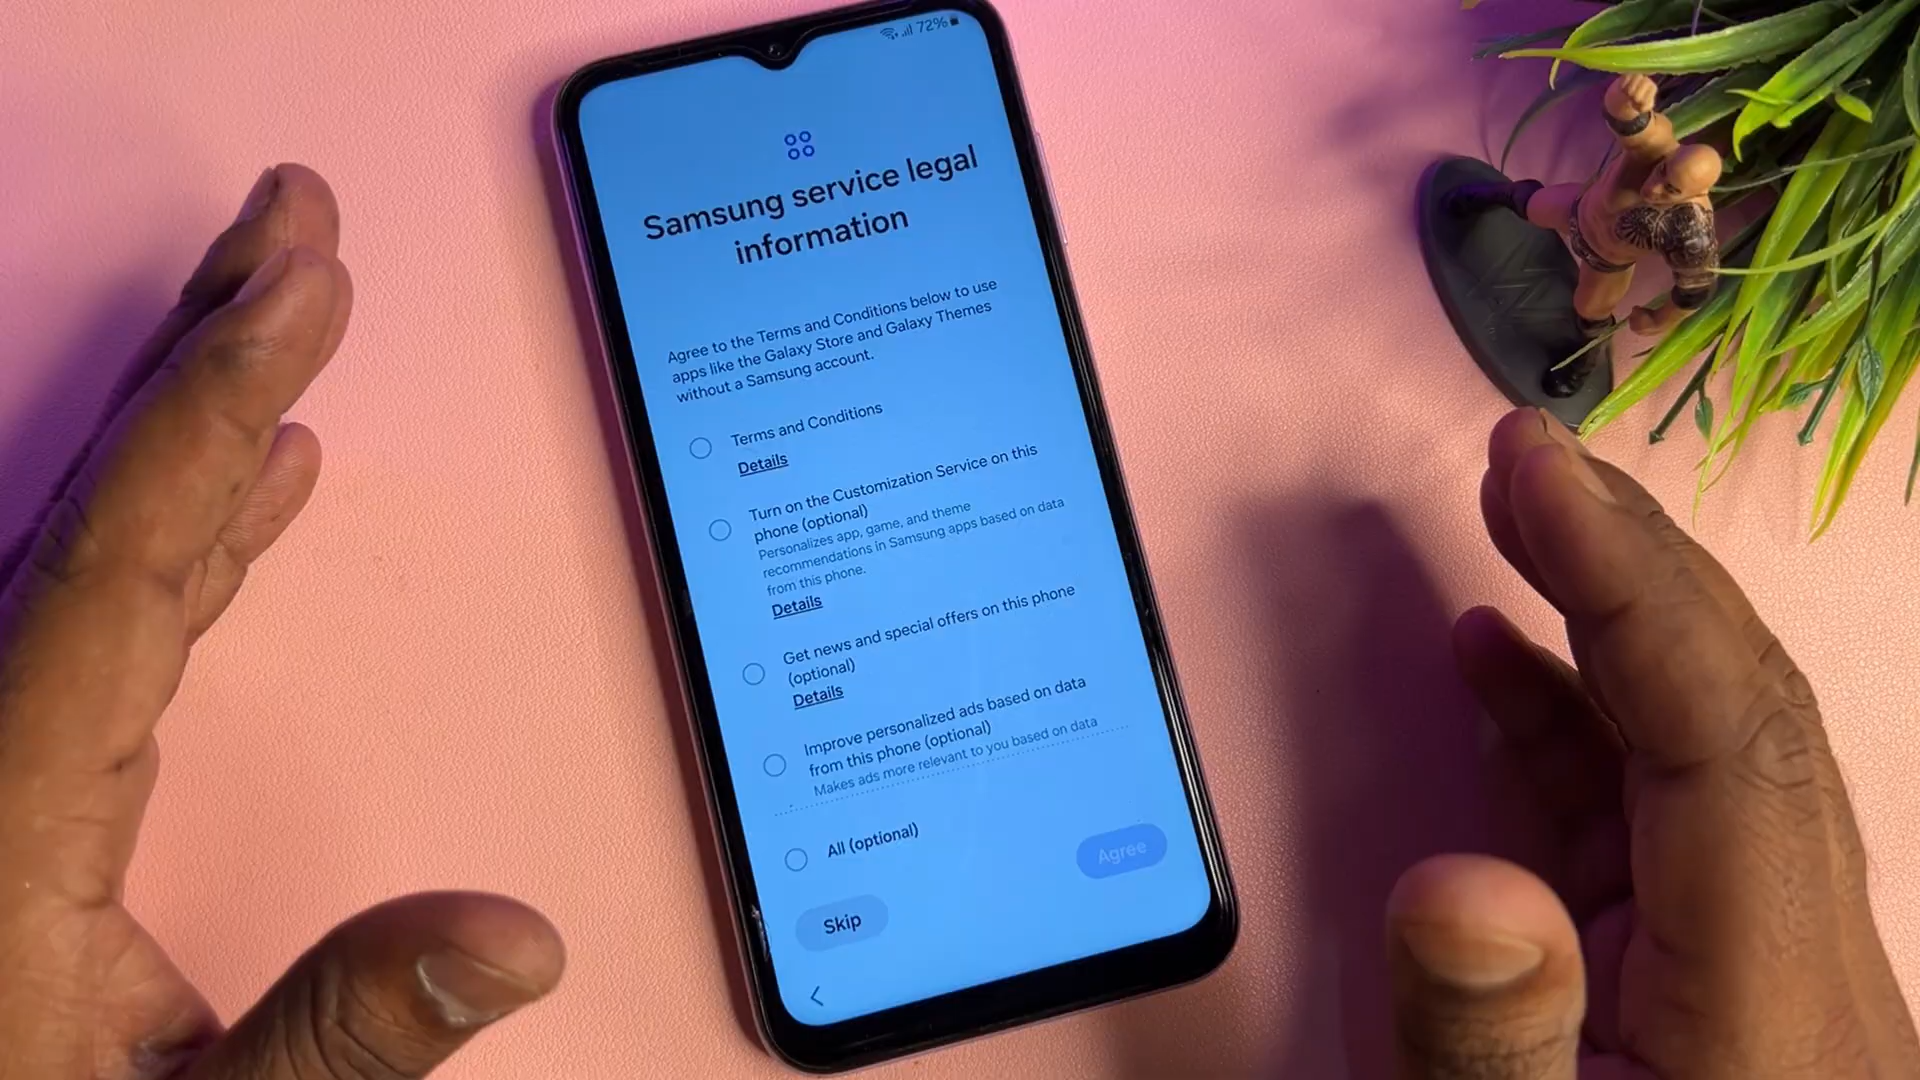 72%
Samsung service legal
information
Agree to the Terms and Conditions below to use
apps like the Galaxy Store and Galaxy Themes
without a Samsung account.
Terms and Conditions
Details
Turn on the Customization Service on this
phone (optional)
Personalizes app, game, and theme
recommendations in Samsung apps based on data
from this phone.
Details
Get news and special offers on this phone
(optional)
Details
Improve personalized ads based on data
from this phone (optional)
Makes ads more relevant to you based on data
All (optional)
Agree
Skip